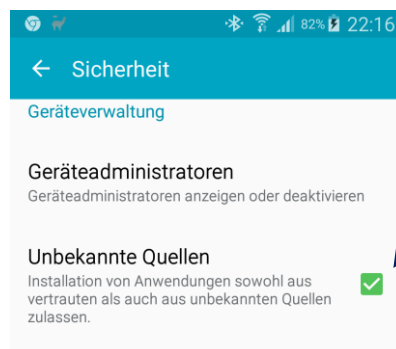 82% 22:16
Sicherheit
Geräteverwaltung
Geräteadministratoren
Geräteadministratoren anzeigen oder deaktivieren
Unbekannte Quellen
Installation von Anwendungen sowohl aus
vertrauten als auch aus unbekannten Quellen
zulassen.